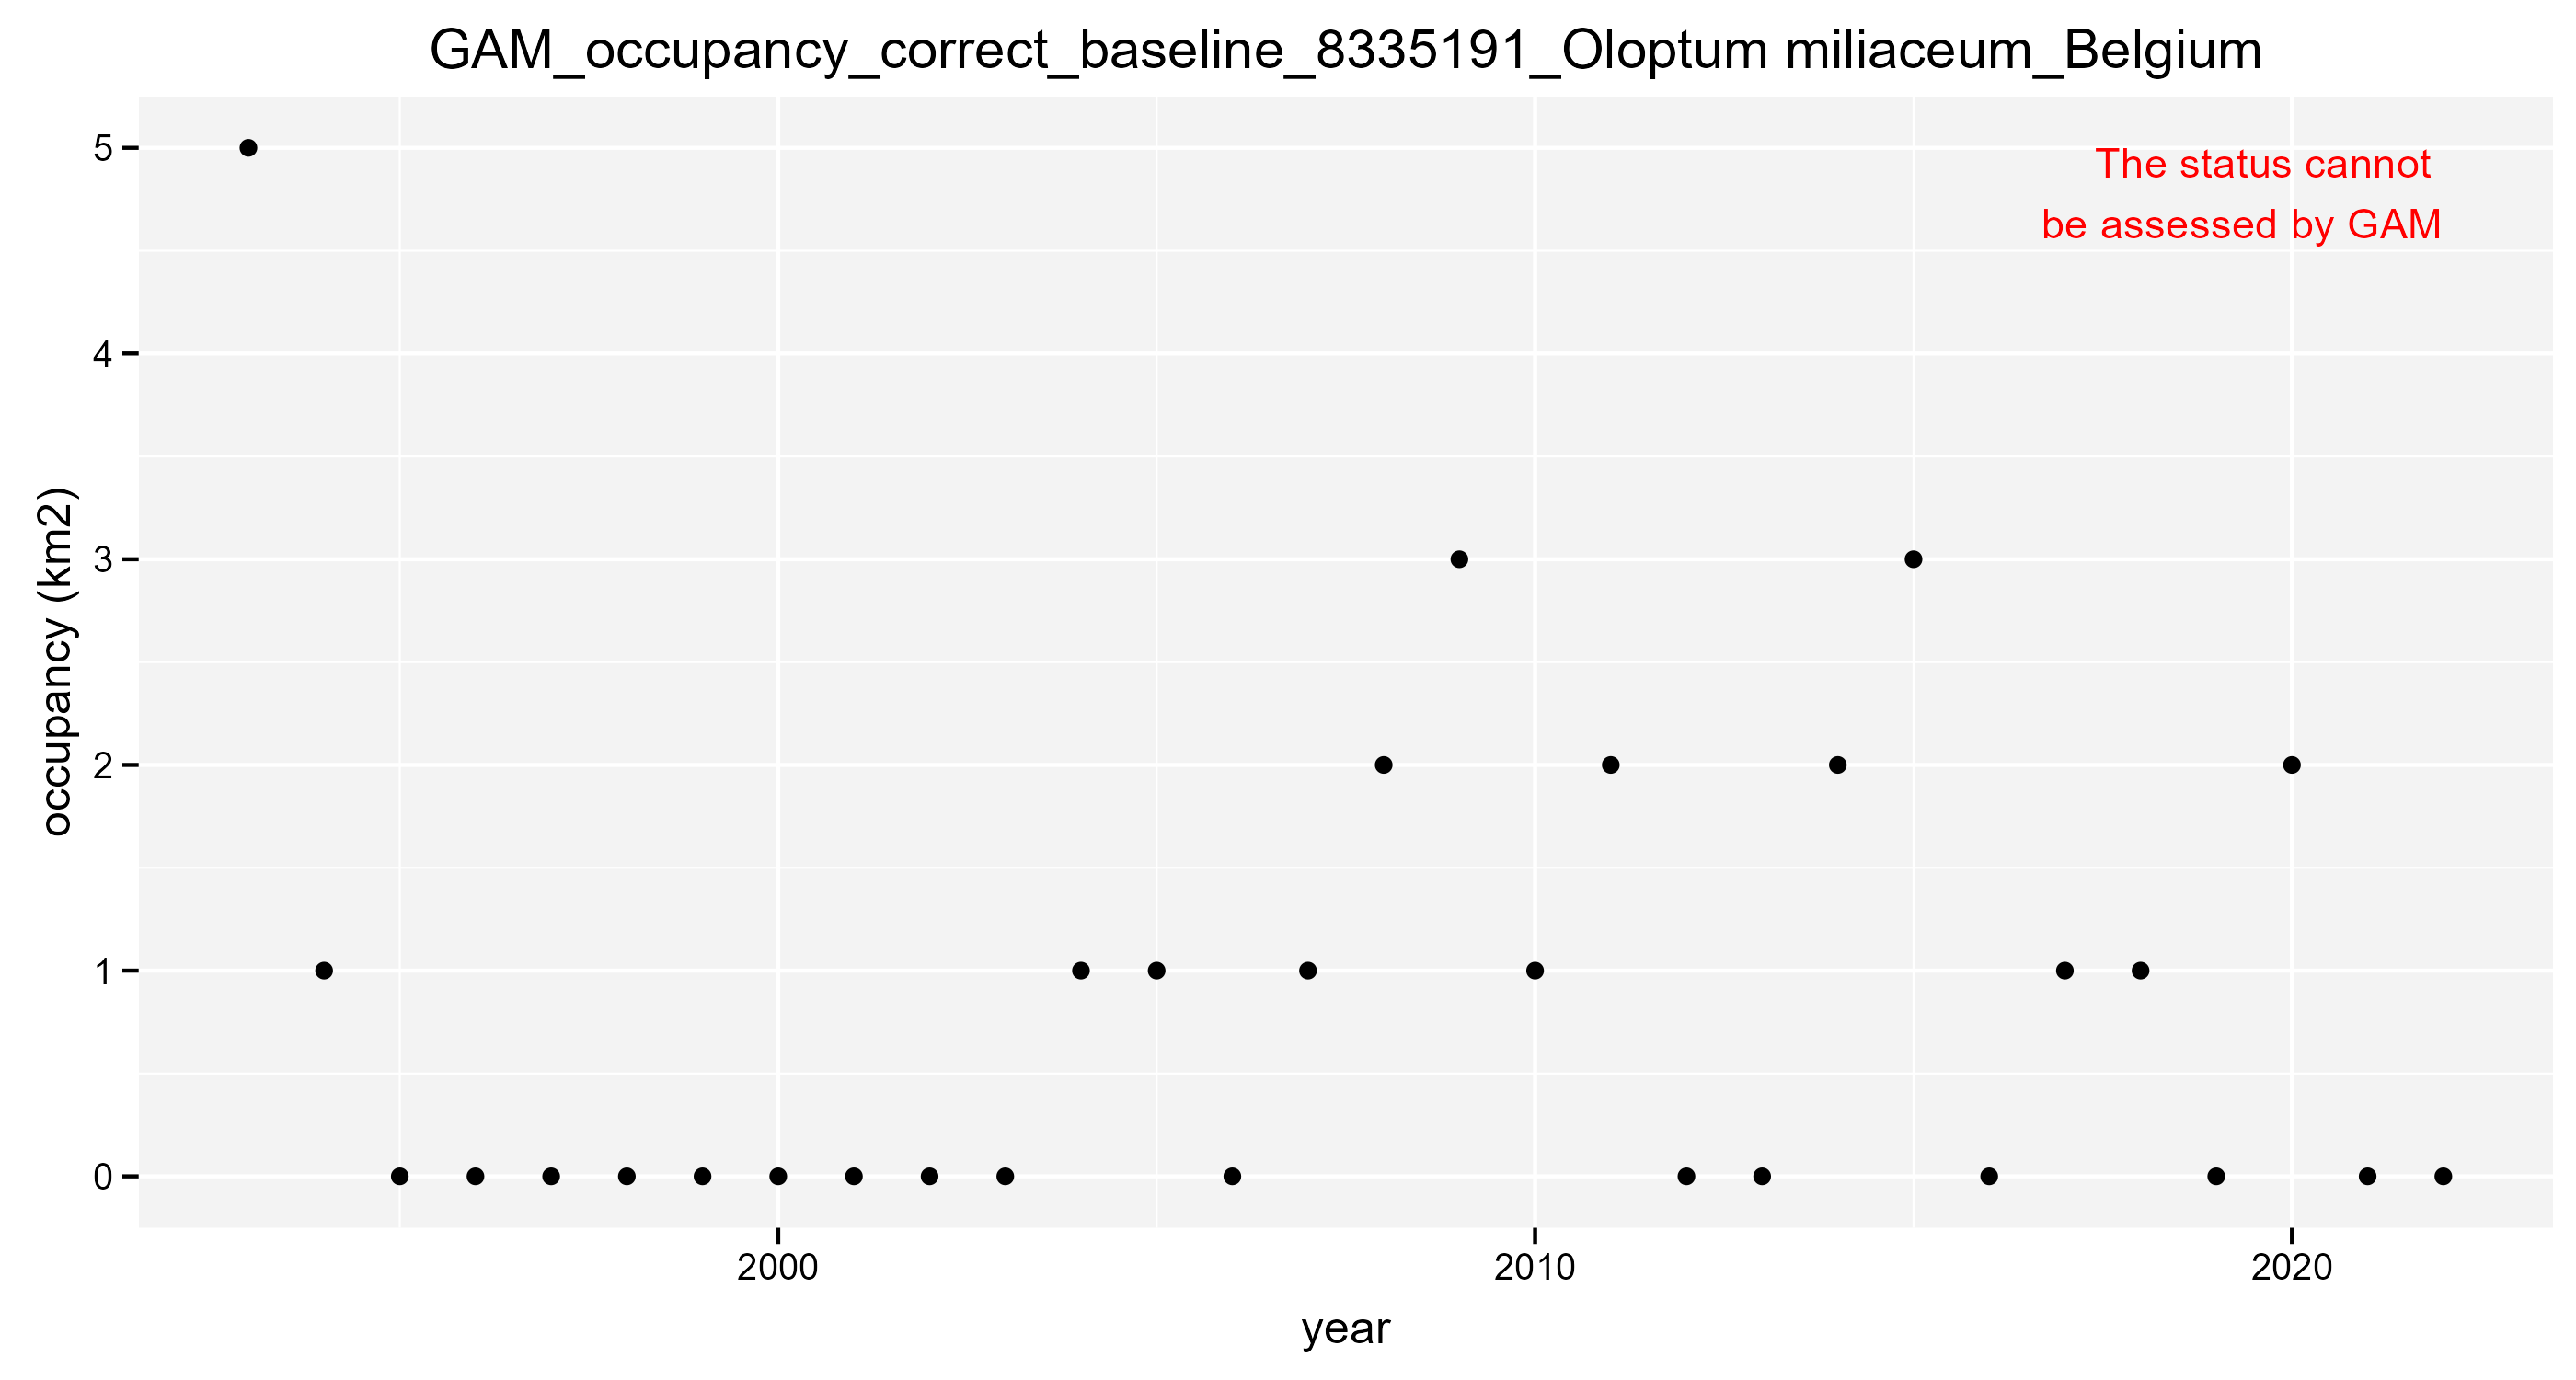 GAM_occupancy_correct_baseline_8335191_Oloptum miliaceum_Belgium
The status cannot
be assessed by GAM
occupancy (km2)
5
4
3
2
1
0
2000
2010
2020
year